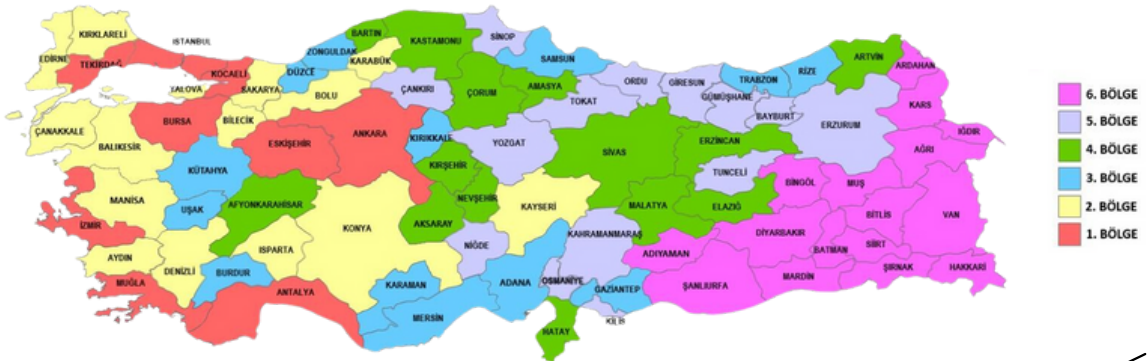 KIRKLARELİ
EDİRNE
TEKİRDAĞ
ISTANBUL
KOCAELİ
YALOVA
SAKARYA
DÜZCE
ZONGULDAK
BARTIN
KARABÜK
KASTAMONU
SİNOP
SAMSUN
ORDU
GİRESUN
TRABZON
RİZE
ARTVİN
ARDAHAN
KARS
IĞDIR
ÇANAKKALE
BALIKESİR
BURSA
BİLECİK
BOLU
ÇANKIRI
ÇORUM
AMASYA
TOKAT
GÜMÜŞHANE
BAYBURT
ERZURUM
AĞRI
ESKİŞEHİR
ANKARA
KIRIKKALE
YOZGAT
SİVAS
ERZİNCAN
TUNCELİ
KÜTAHYA
KIRŞEHİR
MANİSA
UŞAK
AFYONKARAHİSAR
AKSARAY
NEVŞEHİR
KAYSERİ
MALATYA
ELAZIĞ
BİNGÖL
MUŞ
BİTLİS
VAN
İZMİR
AYDIN
DENİZLİ
ISPARTA
KONYA
NİĞDE
KAHRAMANMARAŞ
ADIYAMAN
DİYARBAKIR
BATMAN
SİİRT
MUĞLA
BURDUR
ANTALYA
KARAMAN
MERSİN
ADANA
OSMANİYE
GAZİANTEP
KİLİS
HATAY
ŞANLIURFA
MARDİN
ŞIRNAK
HAKKARİ
6. BÖLGE
5. BÖLGE
4. BÖLGE
3. BÖLGE
2. BÖLGE
1. BÖLGE